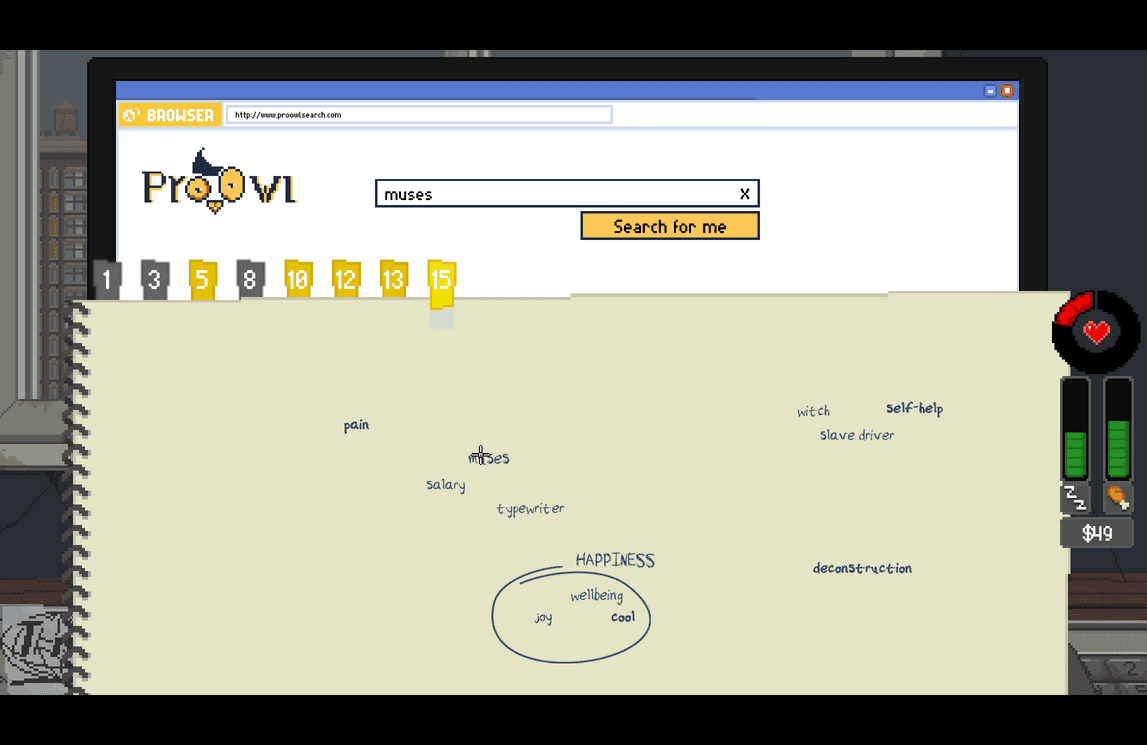 BROWSER
http://www.proowlsearch.com
PrOOwl
muses X
Search for me
1 3 5 8 10 12 13 15
witch self-help
pain
slave driver
muses
salary
typewriter
HAPPINESS
deconstruction
wellbeing
joy cool
Z Z
$49